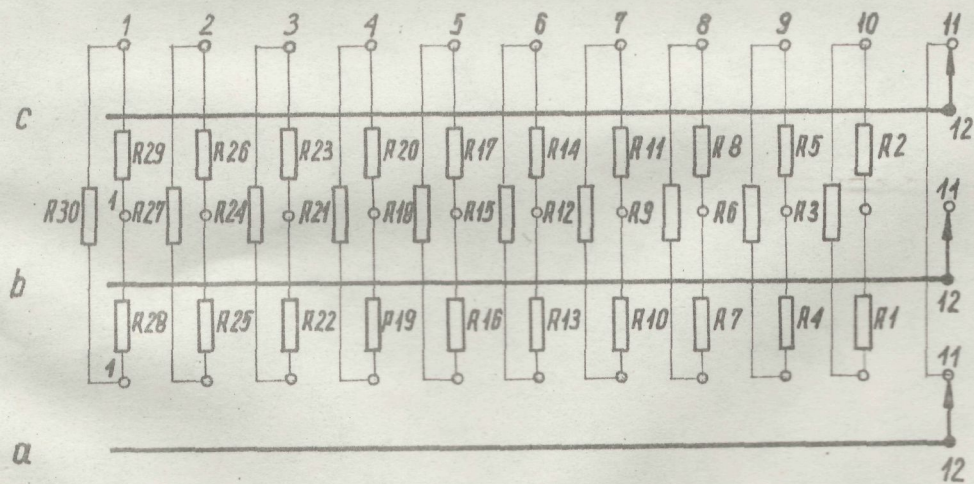 1 2 3 4 5 6 7 8 9 10 11
c 12
R29 R26 R23 R20 R17 R14 R11 R8 R5 R2
R30 1 R27 R24 R21 R18 R15 R12 R9 R6 R3 11
b 12
R28 R25 R22 R19 R16 R13 R10 R7 R4 R1
1 11
a 12